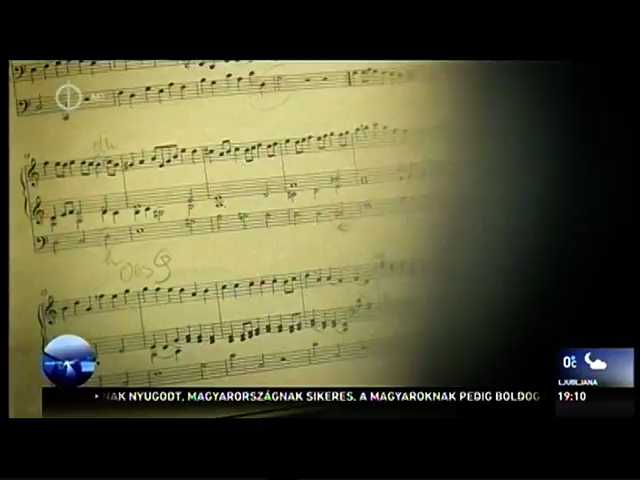 0°
LJUBLJANA
NAK NYUGODT, MAGYARORSZÁGNAK SIKERES, A MAGYAROKNAK PEDIG BOLDOG
19:10